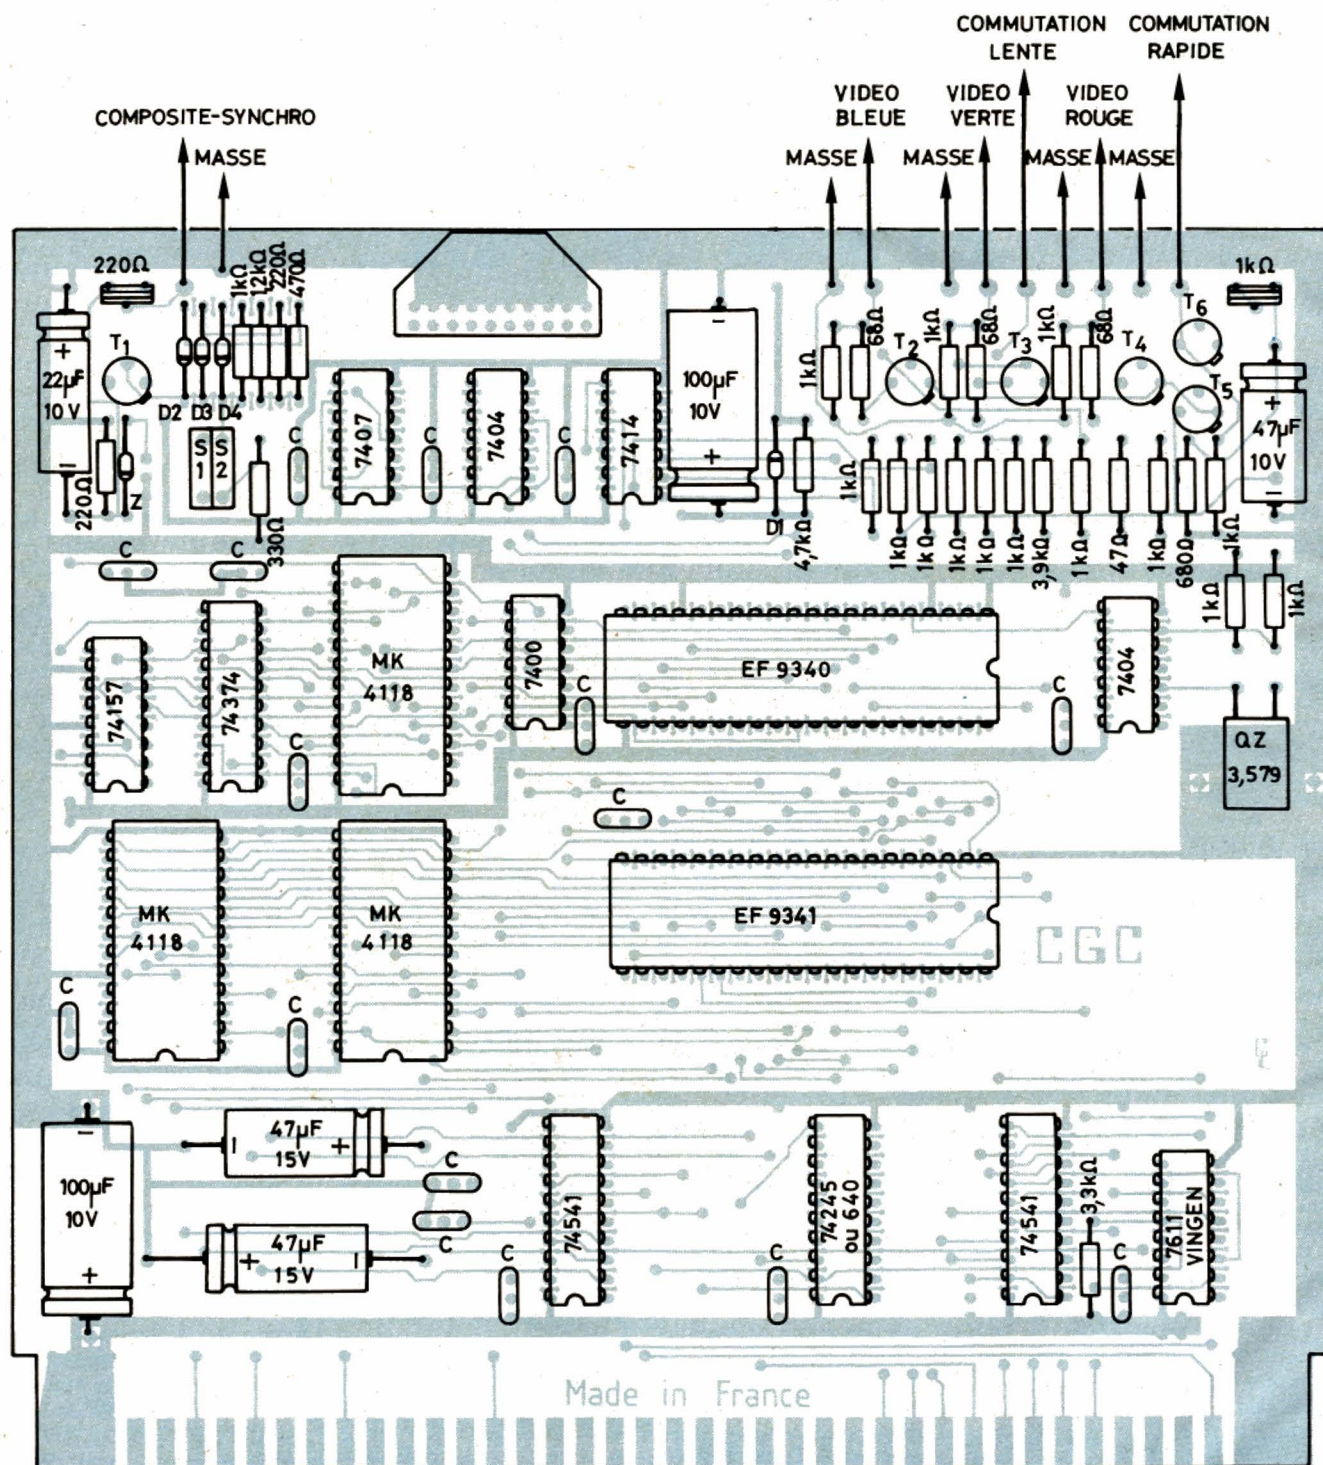 COMMUTATION
LENTE
COMMUTATION
RAPIDE
VIDEO
BLEUE
VIDEO
VERTE
VIDEO
ROUGE
COMPOSITE-SYNCHRO
MASSE
MASSE
MASSE
MASSE
MASSE
220Ω
1kΩ
1,2kΩ
220Ω
470Ω
1kΩ
T1
22µF
10V
D2
D3
D4
S1
S2
220Ω
Z
330Ω
C
7407
C
7404
C
7414
100µF
10V
D1
4,7kΩ
1kΩ
68Ω
T2
1kΩ
68Ω
T3
1kΩ
68Ω
T4
T6
T5
47µF
10V
1kΩ
1kΩ
1kΩ
1kΩ
1kΩ
1kΩ
3,9kΩ
1kΩ
47Ω
1kΩ
680Ω
1kΩ
1kΩ
1kΩ
C
C
74157
74374
C
MK
4118
7400
C
EF 9340
C
7404
QZ
3,579
C
MK
4118
MK
4118
EF 9341
CGC
C
C
100µF
10V
47µF
15V
47µF
15V
C
C
C
74541
C
74245
ou 640
74541
3,3kΩ
C
7611
VINGEN
Made in France